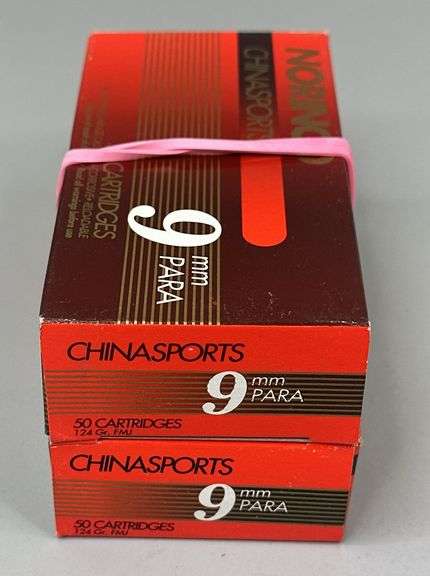 CHINASPORTS
CARTRIDGES
9 mm
PARA
CHINASPORTS
9 mm
PARA
50 CARTRIDGES
124 Gr. FMJ
CHINASPORTS
9 mm
PARA
50 CARTRIDGES
124 Gr. FMJ